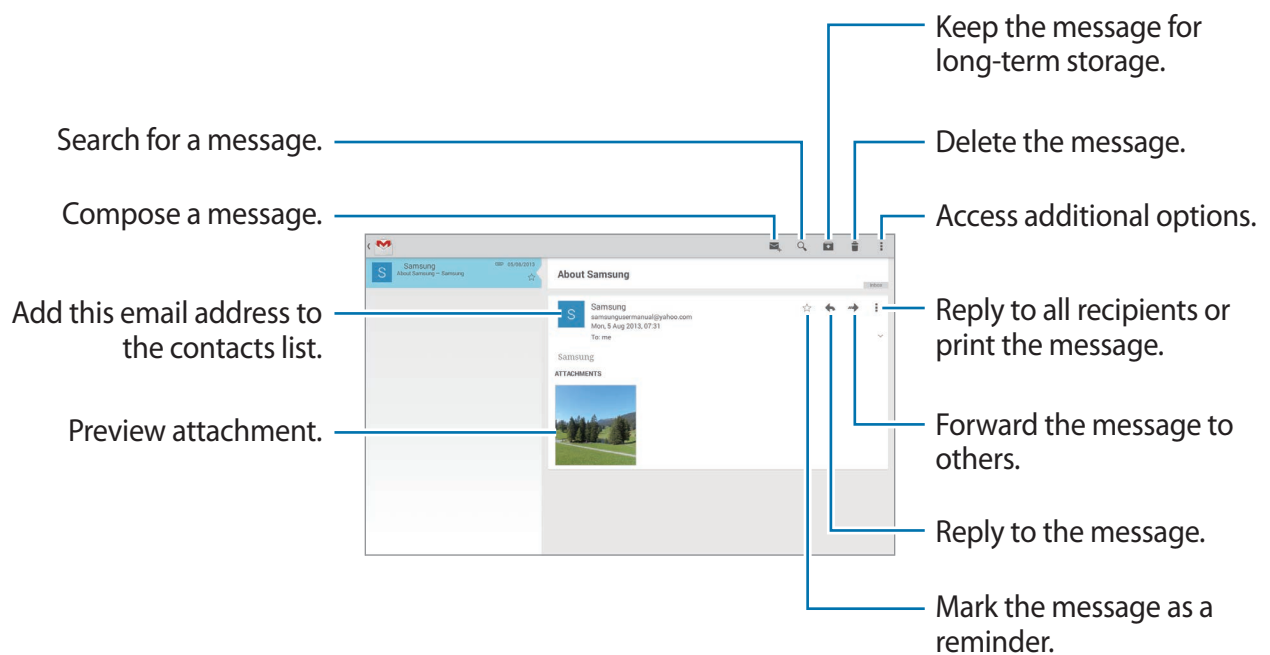 Keep the message for
long-term storage.
Search for a message.
Delete the message.
Compose a message.
Access additional options.
Samsung
05/08/2013
About Samsung – Samsung
S
About Samsung
Inbox
Add this email address to
the contacts list.
S
Samsung
samsungusermanual@yahoo.com
Mon, 5 Aug 2013, 07:31
To: me
Reply to all recipients or
print the message.
Samsung
ATTACHMENTS
Preview attachment.
Forward the message to
others.
Reply to the message.
Mark the message as a
reminder.